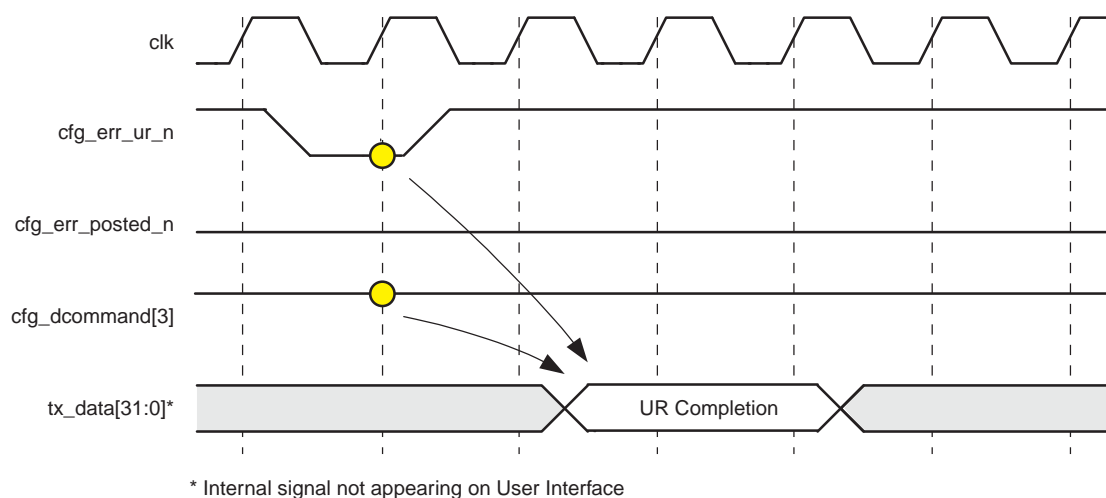 clk
cfg_err_ur_n
cfg_err_posted_n
cfg_dcommand[3]
tx_data[31:0]*
UR Completion
* Internal signal not appearing on User Interface